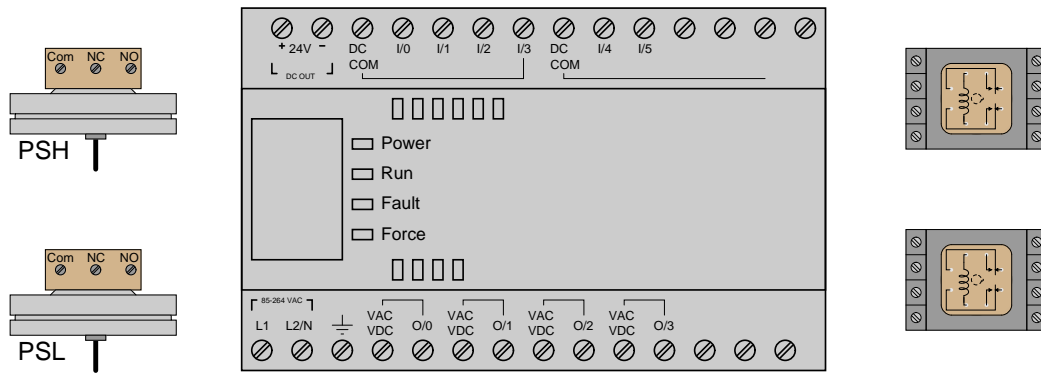 Com NC NO
PSH
Com NC NO
PSL
+ 24V - DC COM I/0 I/1 I/2 I/3 DC COM I/4 I/5
DC OUT
Power
Run
Fault
Force
85-264 VAC
L1 L2/N VAC VDC O/0 VAC VDC O/1 VAC VDC O/2 VAC VDC O/3